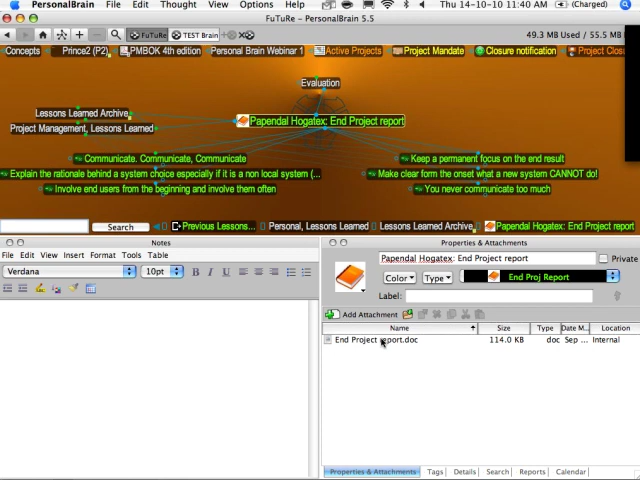 PersonalBrain File Edit Thought View Options Help Thu 14-10-10 11:40 AM (Charged)
FuTuRe - PersonalBrain 5.5
FuTuRe TEST Brain 49.3 MB Used / 55.5 MB
Concepts Prince2 (P2) PMBOK 4th edition Personal Brain Webinar 1 Active Projects Project Mandate Closure notification Project Clos
Evaluation
Lessons Learned Archive
Papendal Hogatex: End Project report
Project Management, Lessons Learned
Communicate. Communicate, Communicate
Keep a permanent focus on the end result
Explain the rationale behind a system choice especially if it is a non local system (...
Make clear form the onset what a new system CANNOT do!
Involve end users from the beginning and involve them often
You never communicate too much
Search Previous Lessons... Personal, Lessons Learned Lessons Learned Archive Papendal Hogatex: End Project report
Notes
Properties & Attachments
File Edit View Insert Format Tools Table
Papendal Hogatex: End Project report Private
Verdana 10pt B I U
Color Type End Proj Report
Label:
Add Attachment
Name Size Type Date M... Location
End Project report.doc 114.0 KB doc Sep ... Internal
Properties & Attachments Tags Details Search Reports Calendar